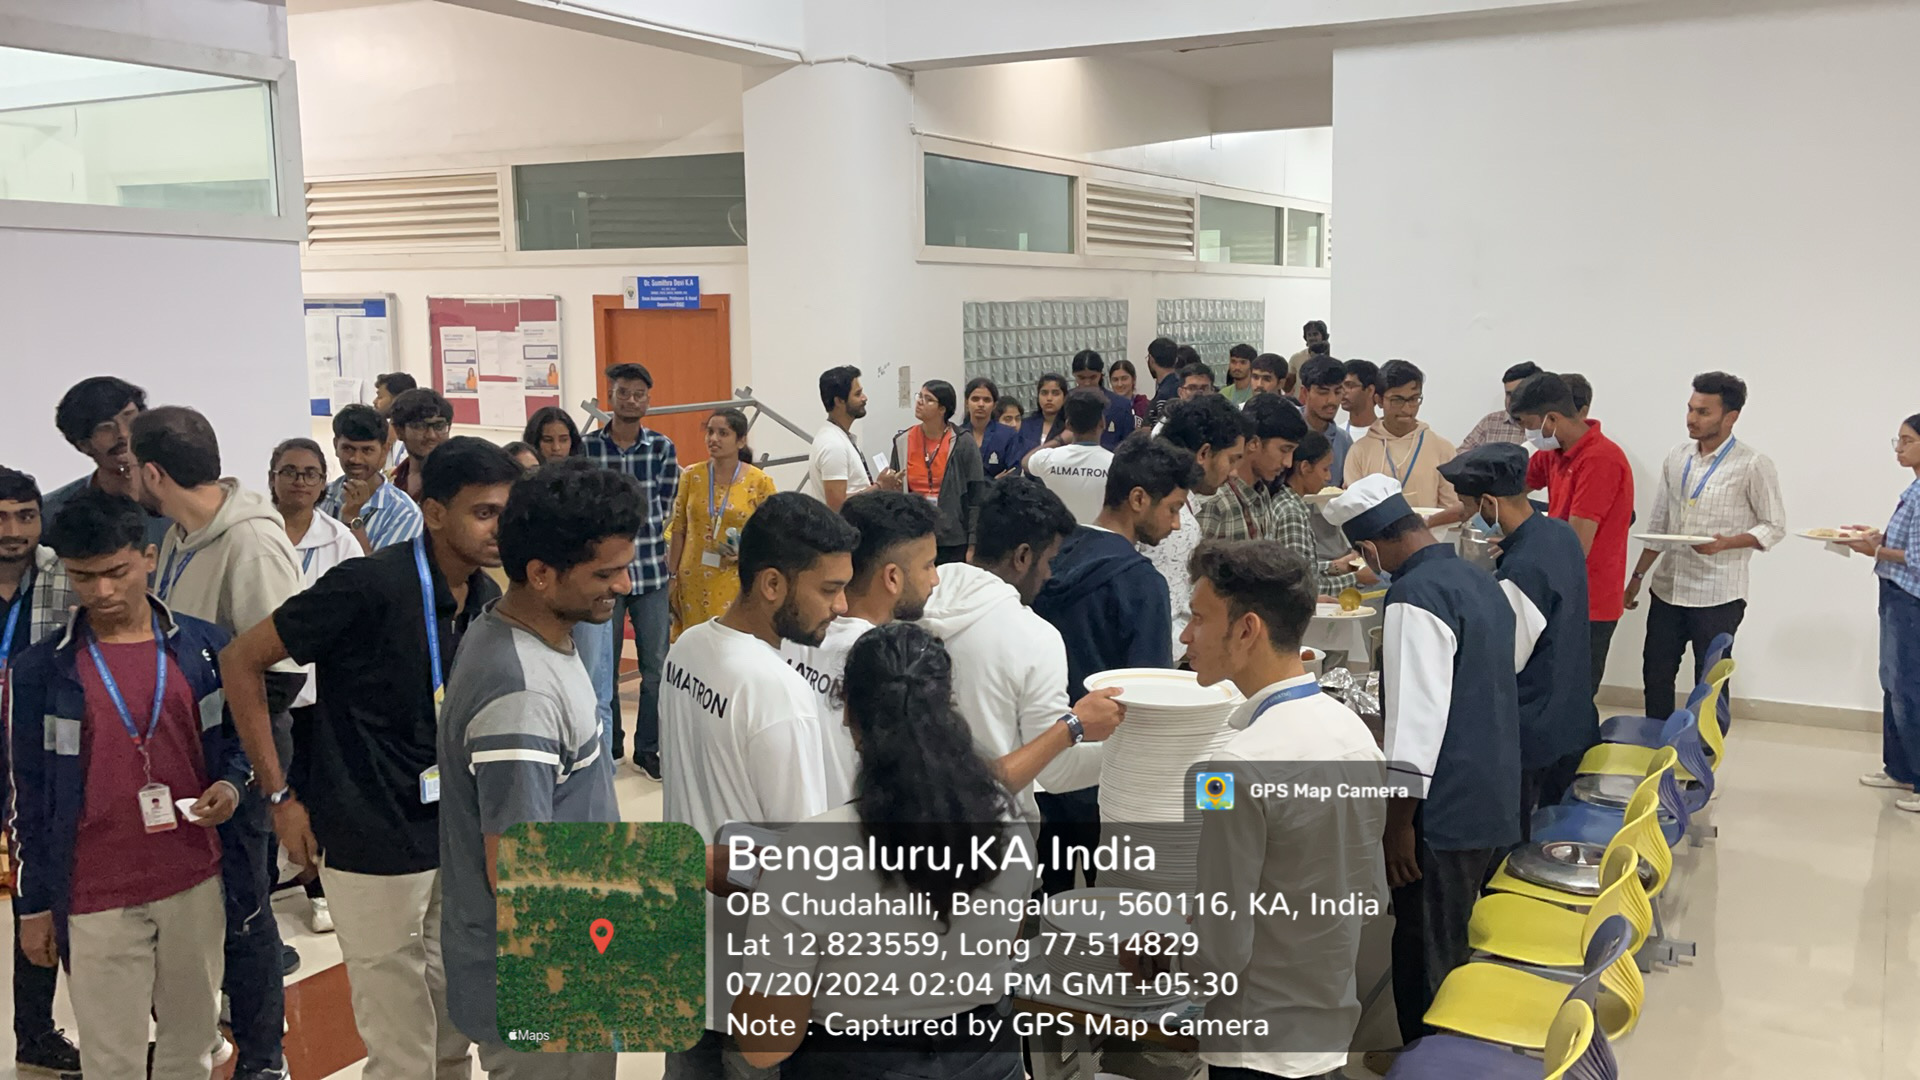 Dr. Sumithra Devi K.A
ALMATRON
LMATRON
GPS Map Camera
Bengaluru,KA,India
OB Chudahalli, Bengaluru, 560116, KA, India
Lat 12.823559, Long 77.514829
07/20/2024 02:04 PM GMT+05:30
Note : Captured by GPS Map Camera
Maps